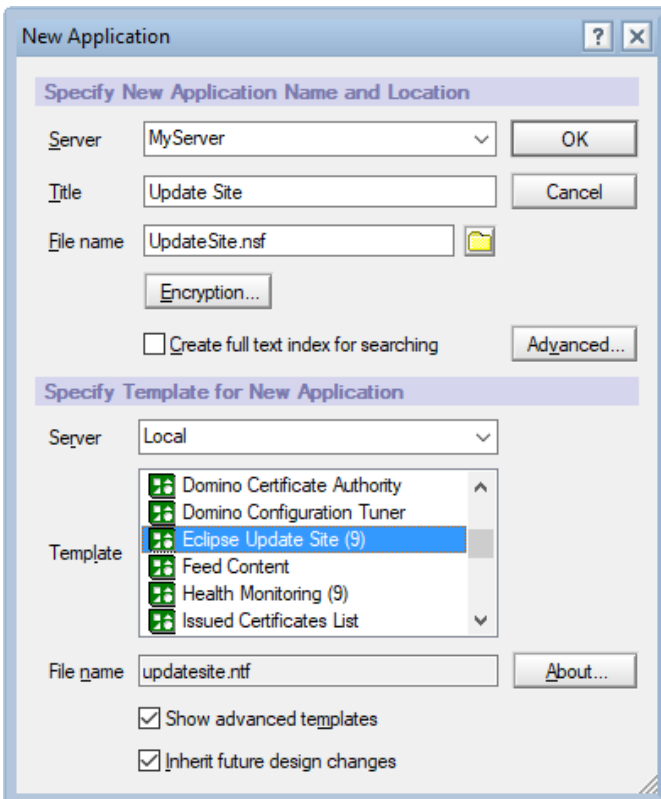 New Application
Specify New Application Name and Location
Server MyServer OK
Title Update Site Cancel
File name UpdateSite.nsf
Encryption...
Create full text index for searching Advanced...
Specify Template for New Application
Server Local
Domino Certificate Authority
Domino Configuration Tuner
Eclipse Update Site (9)
Template
Feed Content
Health Monitoring (9)
Issued Certificates List
File name updatesite.ntf About...
Show advanced templates
Inherit future design changes